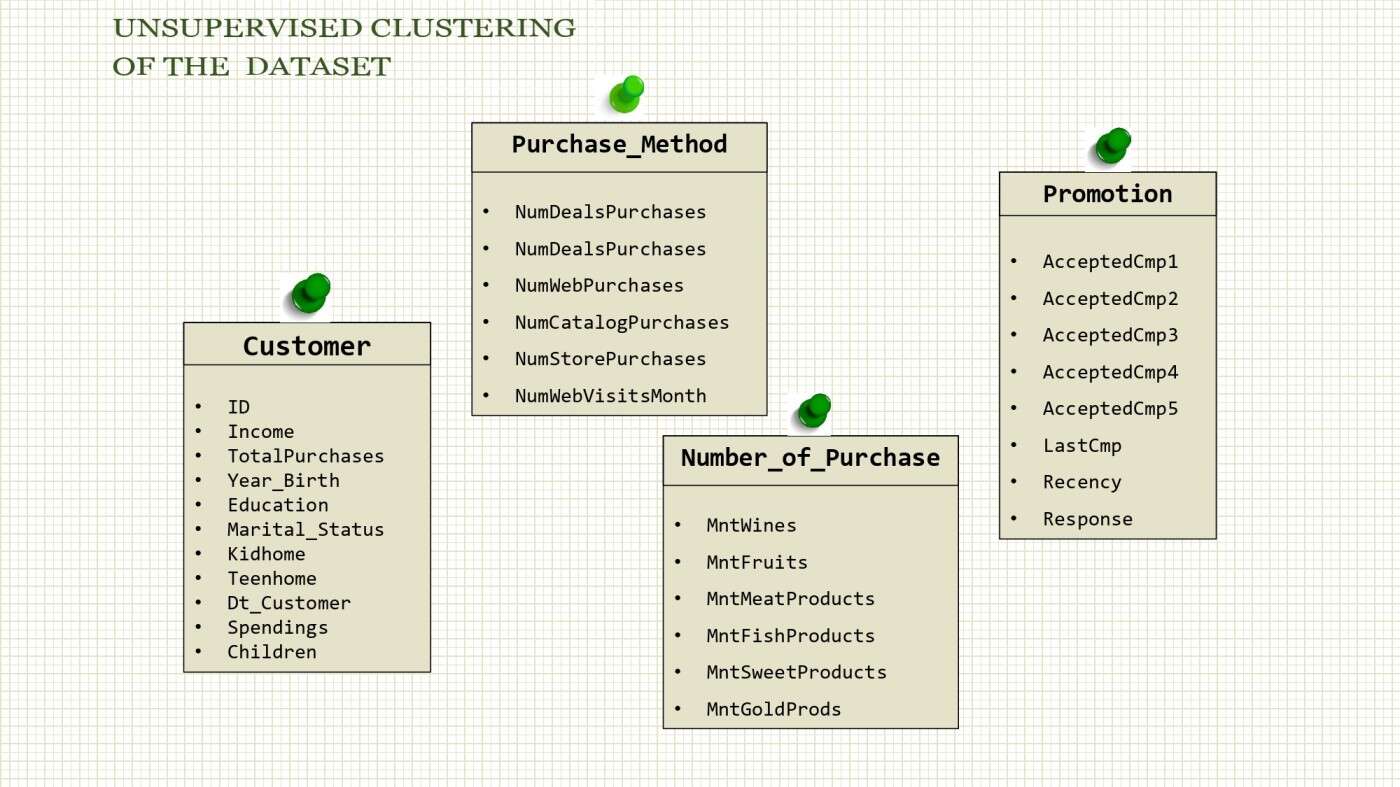 UNSUPERVISED CLUSTERING
OF THE DATASET
Purchase_Method
• NumDealsPurchases
• NumDealsPurchases
• NumWebPurchases
• NumCatalogPurchases
• NumStorePurchases
• NumWebVisitsMonth
Promotion
• AcceptedCmp1
• AcceptedCmp2
• AcceptedCmp3
• AcceptedCmp4
• AcceptedCmp5
• LastCmp
• Recency
• Response
Customer
• ID
• Income
• TotalPurchases
• Year_Birth
• Education
• Marital_Status
• Kidhome
• Teenhome
• Dt_Customer
• Spendings
• Children
Number_of_Purchase
• MntWines
• MntFruits
• MntMeatProducts
• MntFishProducts
• MntSweetProducts
• MntGoldProds